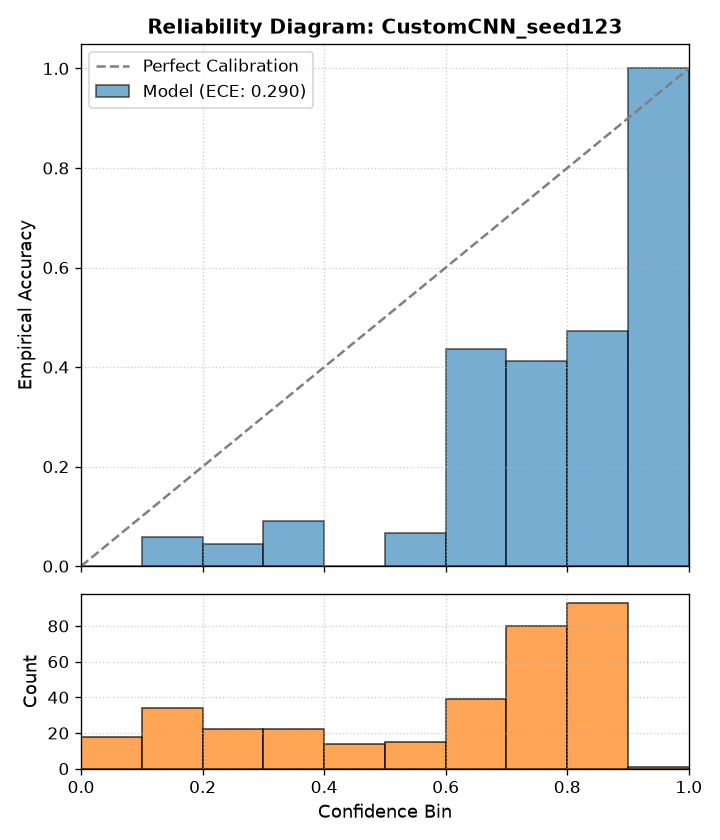 Reliability Diagram: CustomCNN_seed123
Perfect Calibration
Model (ECE: 0.290)
Empirical Accuracy
1.0
0.8
0.6
0.4
0.2
0.0
Count
80
60
40
20
0
0.0 0.2 0.4 0.6 0.8 1.0
Confidence Bin